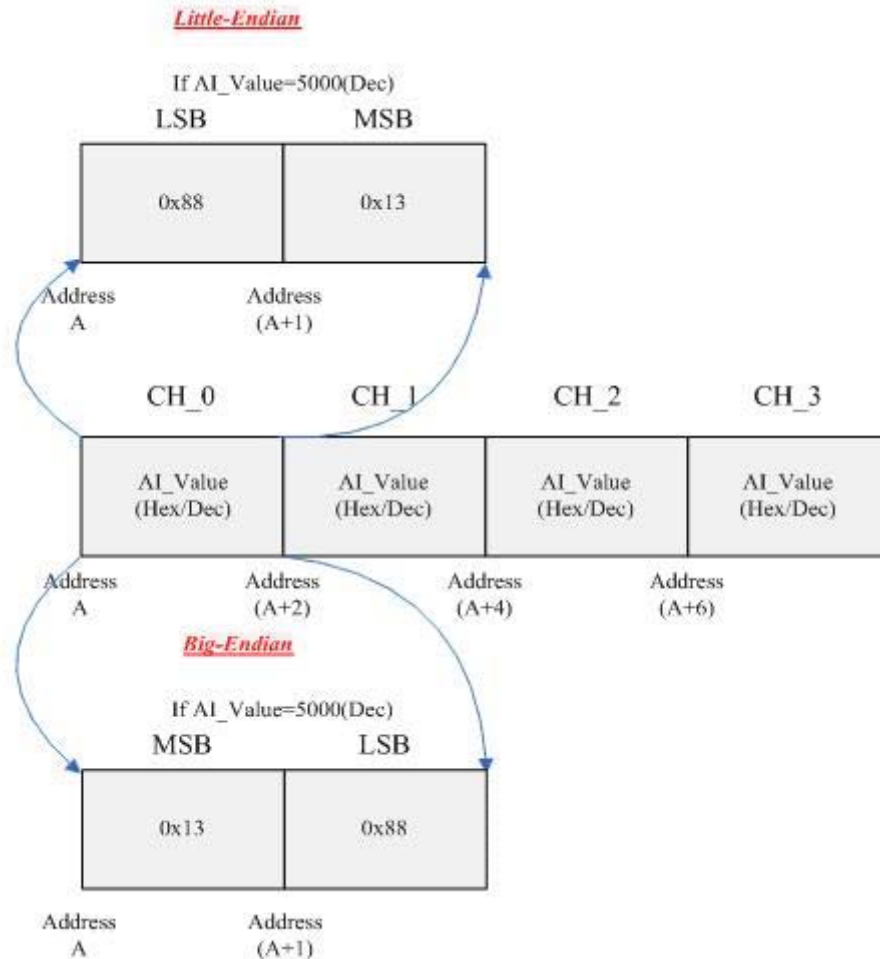 Little-Endian
If AI_Value=5000(Dec)
LSB MSB
0x88 0x13
Address Address
A (A+1)
CH_0 CH_1 CH_2 CH_3
AI_Value AI_Value AI_Value AI_Value
(Hex/Dec) (Hex/Dec) (Hex/Dec) (Hex/Dec)
Address Address Address Address
A (A+2) (A+4) (A+6)
Big-Endian
If AI_Value=5000(Dec)
MSB LSB
0x13 0x88
Address Address
A (A+1)